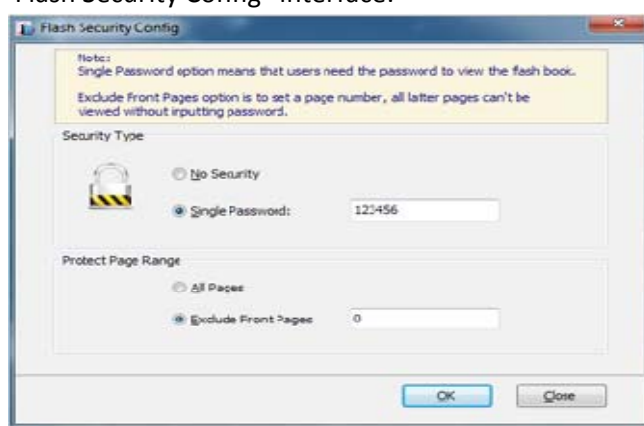 "Flash Security Config" interface:
Flash Security Config
Note:
Single Password option means that users need the password to view the flash book.
Exclude Front Pages option is to set a page number, all latter pages can't be
viewed without inputting password.
Security Type
No Security
Single Password:
123456
Protect Page Range
All Pages
Exclude Front Pages
0
OK
Close